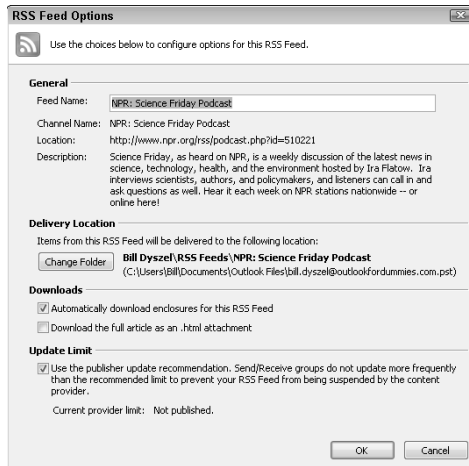 RSS Feed Options
Use the choices below to configure options for this RSS Feed.
General
Feed Name: NPR: Science Friday Podcast
Channel Name: NPR: Science Friday Podcast
Location: http://www.npr.org/rss/podcast.php?id=510221
Description: Science Friday, as heard on NPR, is a weekly discussion of the latest news in
science, technology, health, and the environment hosted by Ira Flatow. Ira
interviews scientists, authors, and policymakers, and listeners can call in and
ask questions as well. Hear it each week on NPR stations nationwide -- or
online here!
Delivery Location
Items from this RSS Feed will be delivered to the following location:
Change Folder Bill Dyszel\RSS Feeds\NPR: Science Friday Podcast
(C:\Users\Bill\Documents\Outlook Files\bill.dyszel@outlookfordummies.com.pst)
Downloads
Automatically download enclosures for this RSS Feed
Download the full article as an .html attachment
Update Limit
Use the publisher update recommendation. Send/Receive groups do not update more frequently
than the recommended limit to prevent your RSS Feed from being suspended by the content
provider.
Current provider limit: Not published.
OK Cancel